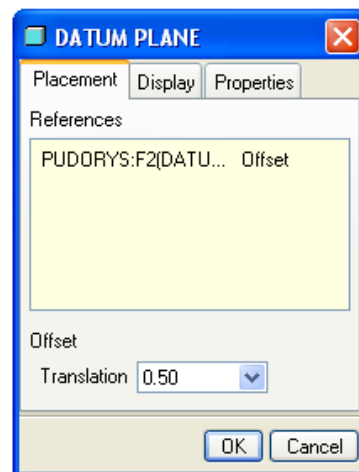 DATUM PLANE
Placement Display Properties
References
PUDORYS:F2(DATU... Offset
Offset
Translation 0.50
OK Cancel